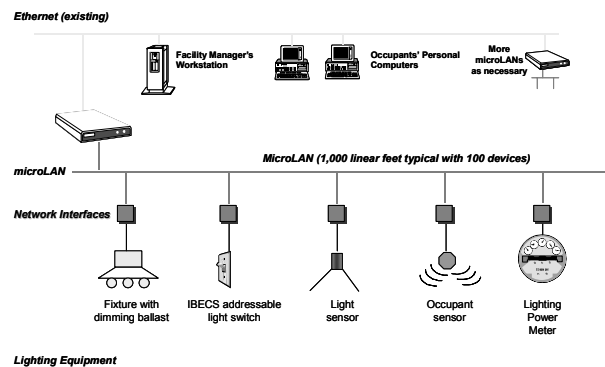 Ethernet (existing)
Facility Manager's
Workstation
Occupants' Personal
Computers
More
microLANs
as necessary
MicroLAN (1,000 linear feet typical with 100 devices)
microLAN
Network Interfaces
Fixture with
dimming ballast
IBECS addressable
light switch
Light
sensor
Occupant
sensor
Lighting
Power
Meter
Lighting Equipment